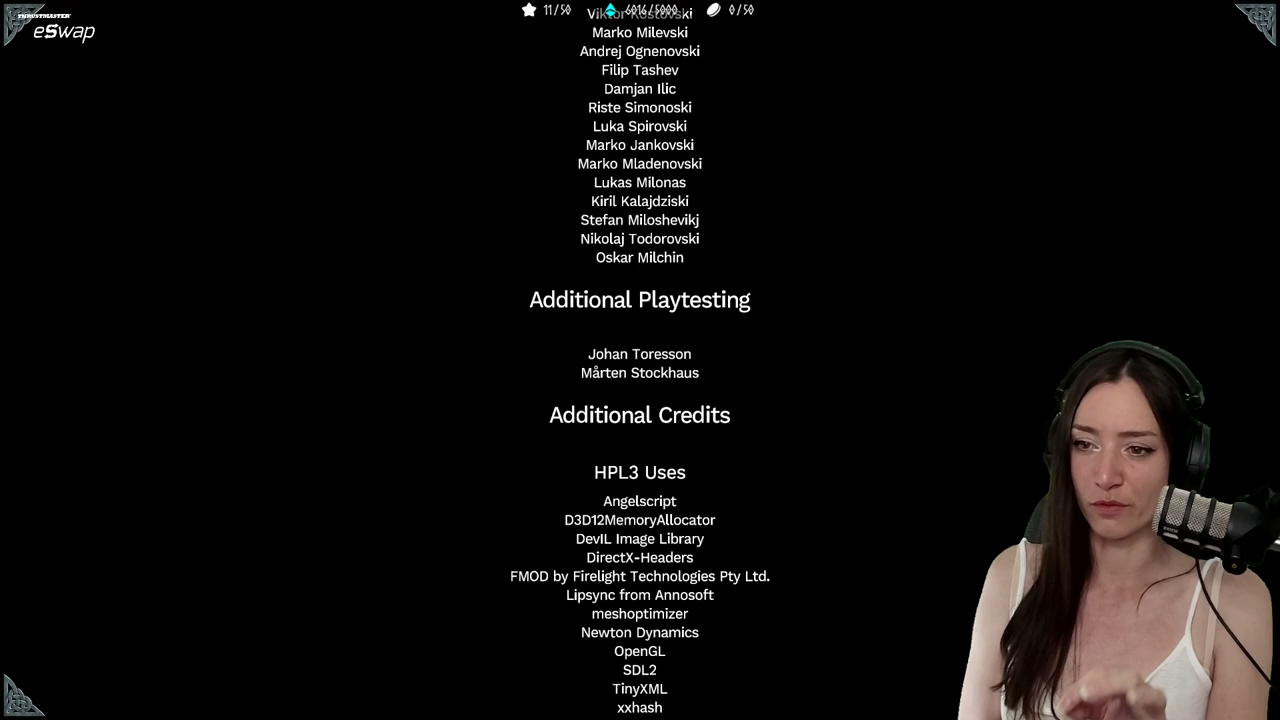 THRUSTMASTER
eSwap
11/50
6016/5000
0/50
Viktor Kostovski
Marko Milevski
Andrej Ognenovski
Filip Tashev
Damjan Ilic
Riste Simonoski
Luka Spirovski
Marko Jankovski
Marko Mladenovski
Lukas Milonas
Kiril Kalajdziski
Stefan Miloshevikj
Nikolaj Todorovski
Oskar Milchin
Additional Playtesting
Johan Toresson
Mårten Stockhaus
Additional Credits
HPL3 Uses
Angelscript
D3D12MemoryAllocator
DevIL Image Library
DirectX-Headers
FMOD by Firelight Technologies Pty Ltd.
Lipsync from Annosoft
meshoptimizer
Newton Dynamics
OpenGL
SDL2
TinyXML
xxhash